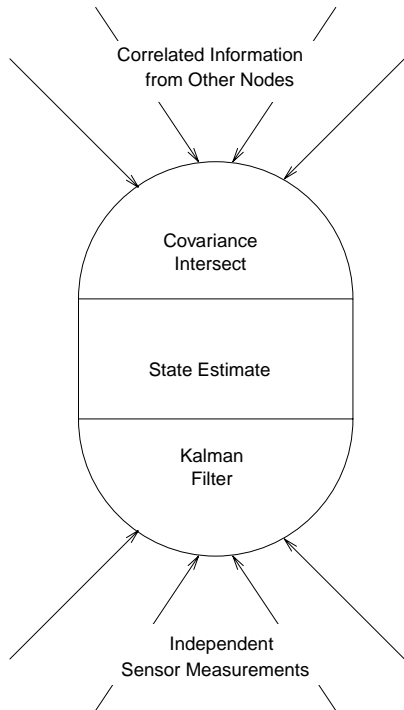 Correlated Information
from Other Nodes
Covariance
Intersect
State Estimate
Kalman
Filter
Independent
Sensor Measurements